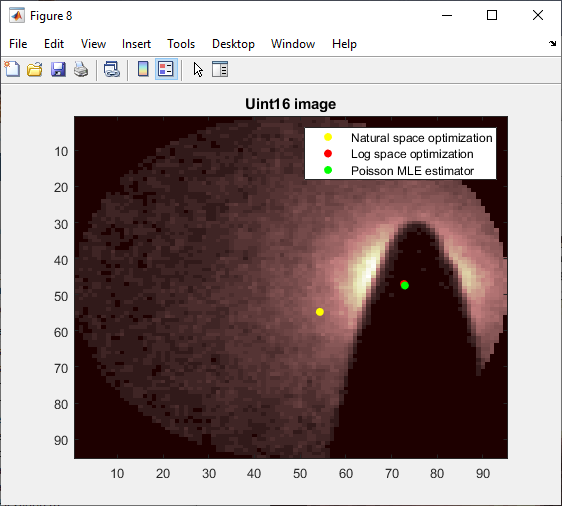 Figure 8
File Edit View Insert Tools Desktop Window Help
Uint16 image
Natural space optimization
Log space optimization
Poisson MLE estimator
10
20
30
40
50
60
70
80
90
10 20 30 40 50 60 70 80 90